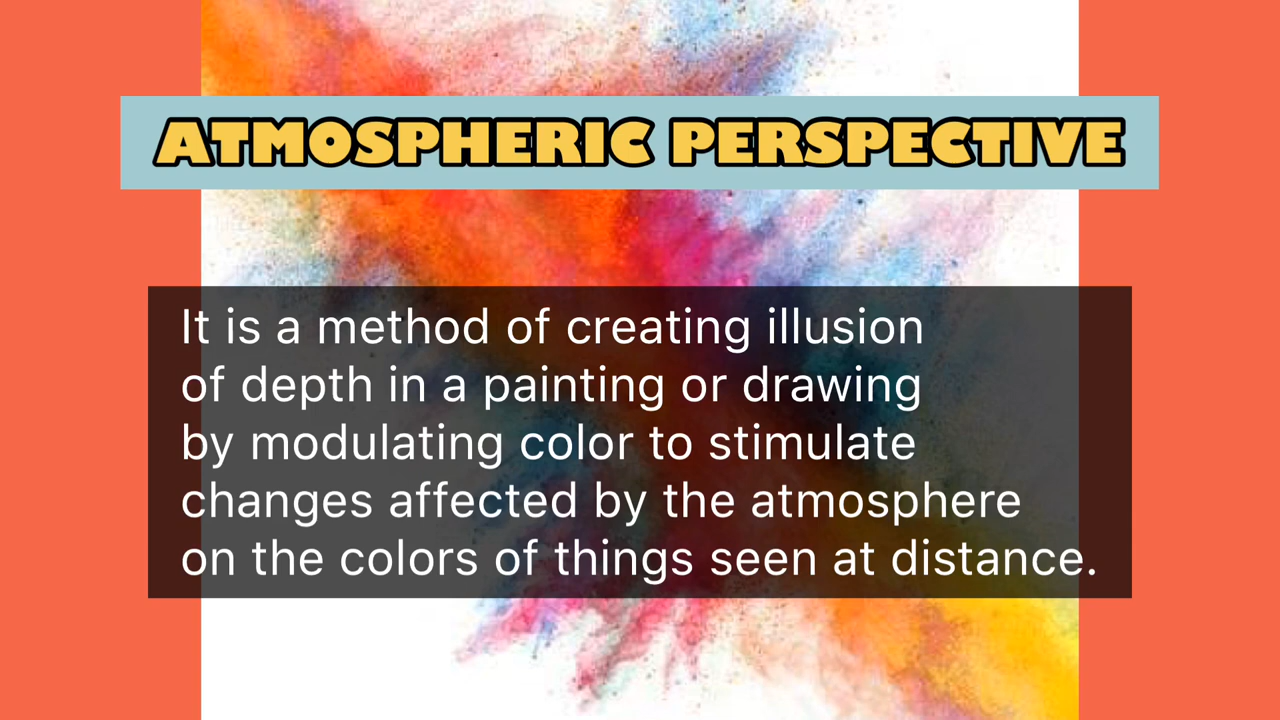 ATMOSPHERIC PERSPECTIVE
It is a method of creating illusion
of depth in a painting or drawing
by modulating color to stimulate
changes affected by the atmosphere
on the colors of things seen at distance.